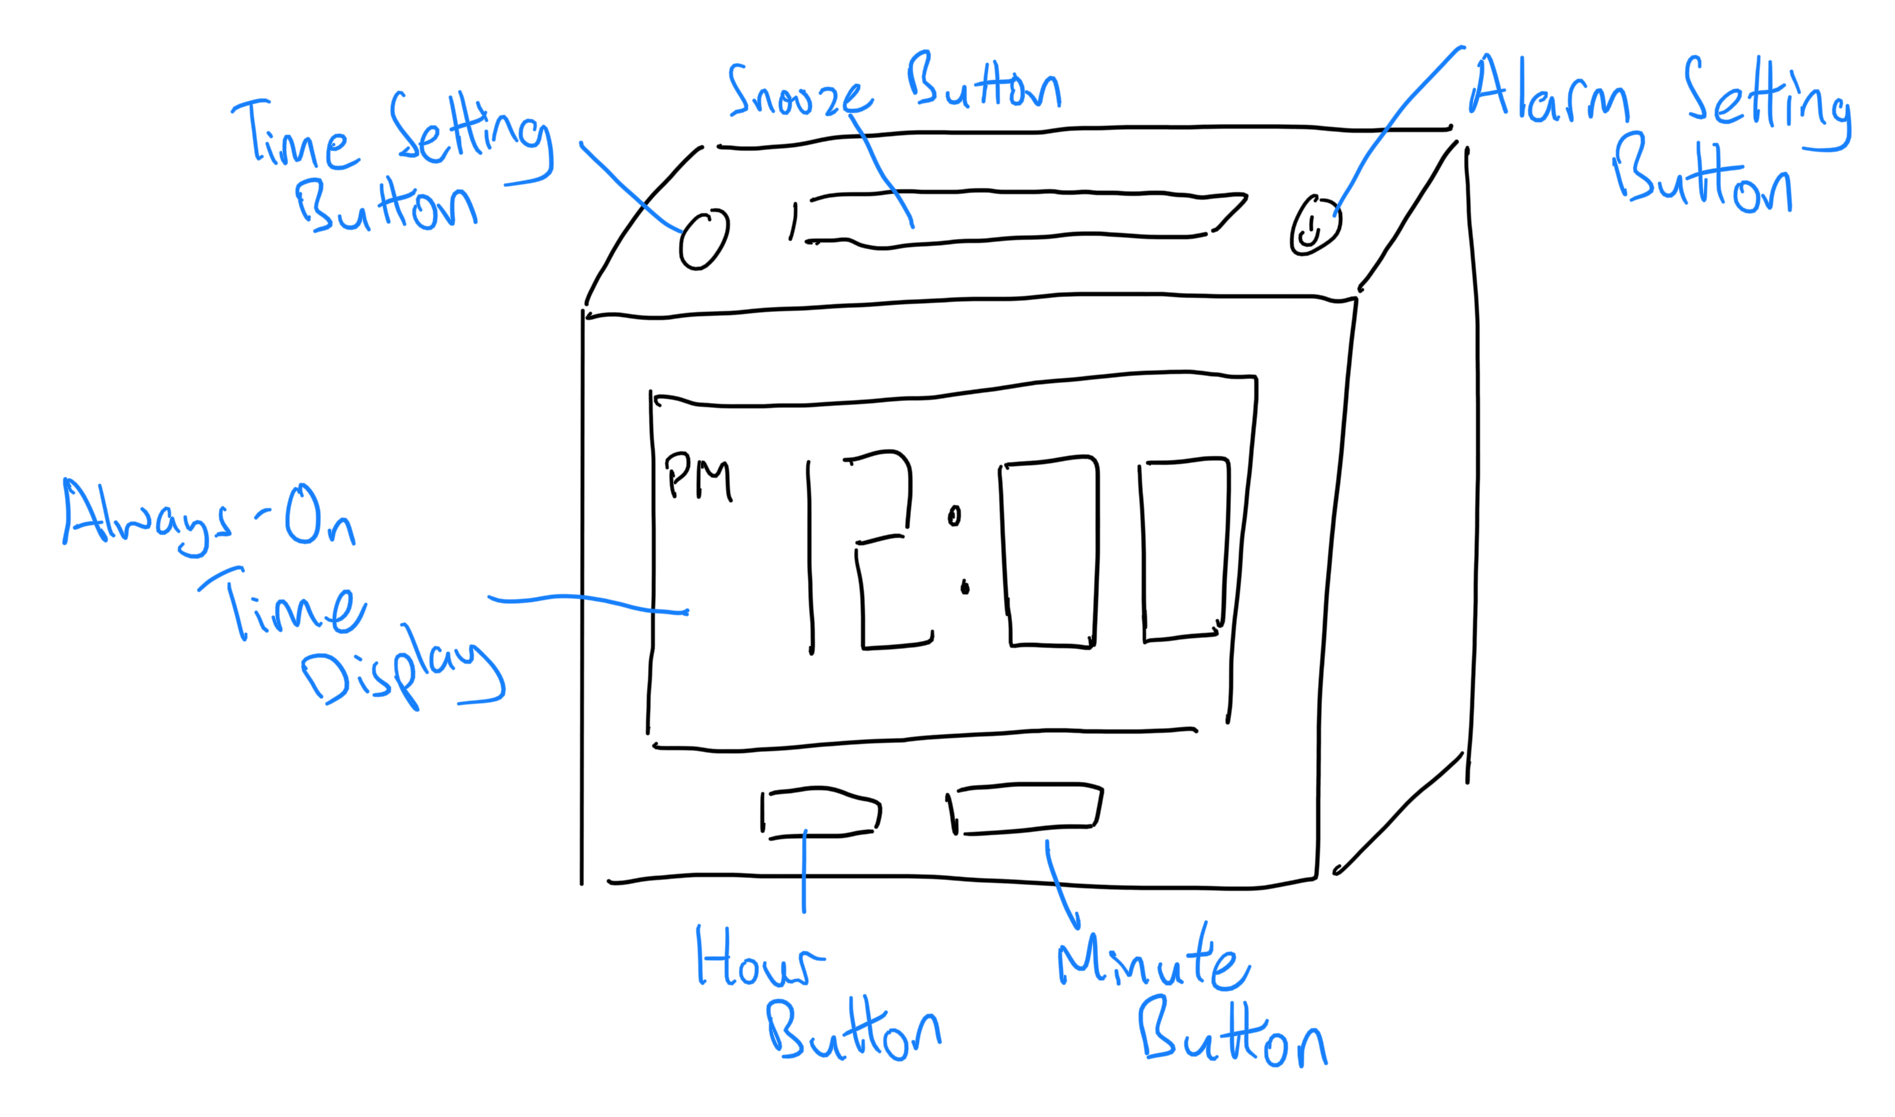 Time Setting
Button
Snooze Button
Alarm Setting
Button
PM 12:00
Always-On
Time
Display
Hour
Button
Minute
Button